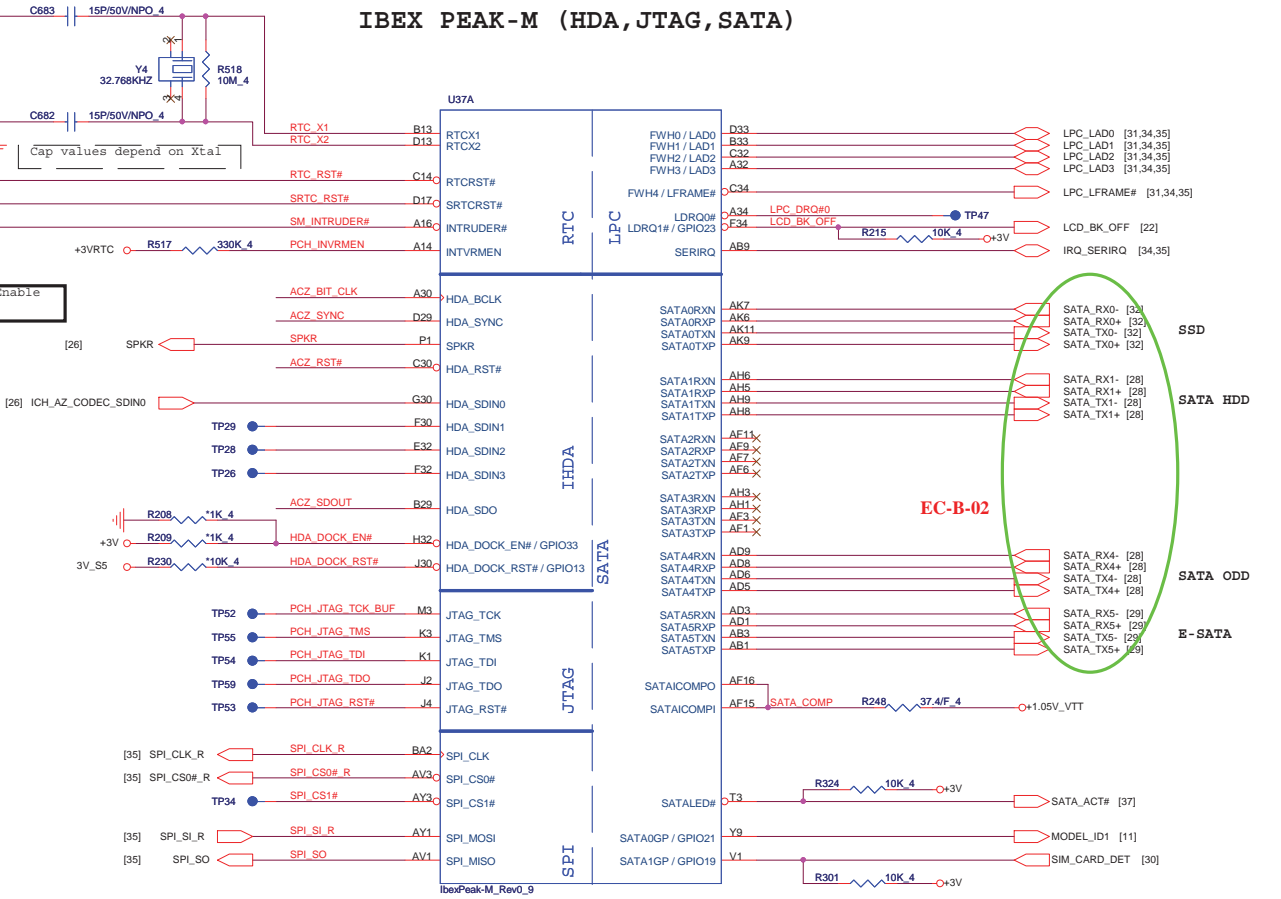 IBEX PEAK-M (HDA,JTAG,SATA)
C683 15P/50V/NPO_4
2 1
Y4
32.768KHZ
R518
10M_4
3 4
C682 15P/50V/NPO_4
Cap values depend on Xtal
U37A
RTC_X1 B13 RTCX1
RTC_X2 D13 RTCX2
RTC_RST# C14 RTCRST#
SRTC_RST# D17 SRTCRST#
SM_INTRUDER# A16 INTRUDER#
+3VRTC R517 330K_4 PCH_INVRMEN A14 INTVRMEN
RTC
LPC
FWH0 / LAD0 D33 LPC_LAD0 [31,34,35]
FWH1 / LAD1 B33 LPC_LAD1 [31,34,35]
FWH2 / LAD2 C32 LPC_LAD2 [31,34,35]
FWH3 / LAD3 A32 LPC_LAD3 [31,34,35]
FWH4 / LFRAME# C34 LPC_LFRAME# [31,34,35]
LDRQ0# A34 LPC_DRQ#0 TP47
LDRQ1# / GPIO23 F34 LCD_BK_OFF LCD_BK_OFF [22]
R215 10K_4 +3V
SERIRQ AB9 IRQ_SERIRQ [34,35]
Enable
ACZ_BIT_CLK A30 HDA_BCLK
ACZ_SYNC D29 HDA_SYNC
[26] SPKR SPKR P1 SPKR
ACZ_RST# C30 HDA_RST#
[26] ICH_AZ_CODEC_SDIN0 G30 HDA_SDIN0
TP29 F30 HDA_SDIN1
TP28 E32 HDA_SDIN2
TP26 F32 HDA_SDIN3
ACZ_SDOUT B29 HDA_SDO
R208 *1K_4
+3V R209 *1K_4 HDA_DOCK_EN# H32 HDA_DOCK_EN# / GPIO33
3V_S5 R230 *10K_4 HDA_DOCK_RST# J30 HDA_DOCK_RST# / GPIO13
IHDA
SATA
SATA0RXN AK7 SATA_RX0- [32]
SATA0RXP AK6 SATA_RX0+ [32]
SATA0TXN AK11 SATA_TX0- [32]
SATA0TXP AK9 SATA_TX0+ [32]
SSD
SATA1RXN AH6 SATA_RX1- [28]
SATA1RXP AH5 SATA_RX1+ [28]
SATA1TXN AH9 SATA_TX1- [28]
SATA1TXP AH8 SATA_TX1+ [28]
SATA HDD
SATA2RXN AF11
SATA2RXP AF9
SATA2TXN AF7
SATA2TXP AF6
SATA3RXN AH3
SATA3RXP AH1
SATA3TXN AF3
SATA3TXP AF1
EC-B-02
SATA4RXN AD9 SATA_RX4- [28]
SATA4RXP AD8 SATA_RX4+ [28]
SATA4TXN AD6 SATA_TX4- [28]
SATA4TXP AD5 SATA_TX4+ [28]
SATA ODD
SATA5RXN AD3 SATA_RX5- [29]
SATA5RXP AD1 SATA_RX5+ [29]
SATA5TXN AB3 SATA_TX5- [29]
SATA5TXP AB1 SATA_TX5+ [29]
E-SATA
TP52 PCH_JTAG_TCK_BUF M3 JTAG_TCK
TP55 PCH_JTAG_TMS K3 JTAG_TMS
TP54 PCH_JTAG_TDI K1 JTAG_TDI
TP59 PCH_JTAG_TDO J2 JTAG_TDO
TP53 PCH_JTAG_RST# J4 JTAG_RST#
JTAG
SATAICOMPO AF16
SATAICOMPI AF15 SATA_COMP R248 37.4/F_4 +1.05V_VTT
[35] SPI_CLK_R SPI_CLK_R BA2 SPI_CLK
[35] SPI_CS0#_R SPI_CS0#_R AV3 SPI_CS0#
TP34 SPI_CS1# AY3 SPI_CS1#
[35] SPI_SI_R SPI_SI_R AY1 SPI_MOSI
[35] SPI_SO SPI_SO AV1 SPI_MISO
SPI
R324 10K_4 +3V
SATALED# T3 SATA_ACT# [37]
SATA0GP / GPIO21 Y9 MODEL_ID1 [11]
SATA1GP / GPIO19 V1 SIM_CARD_DET [30]
R301 10K_4 +3V
IbexPeak-M_Rev0_9